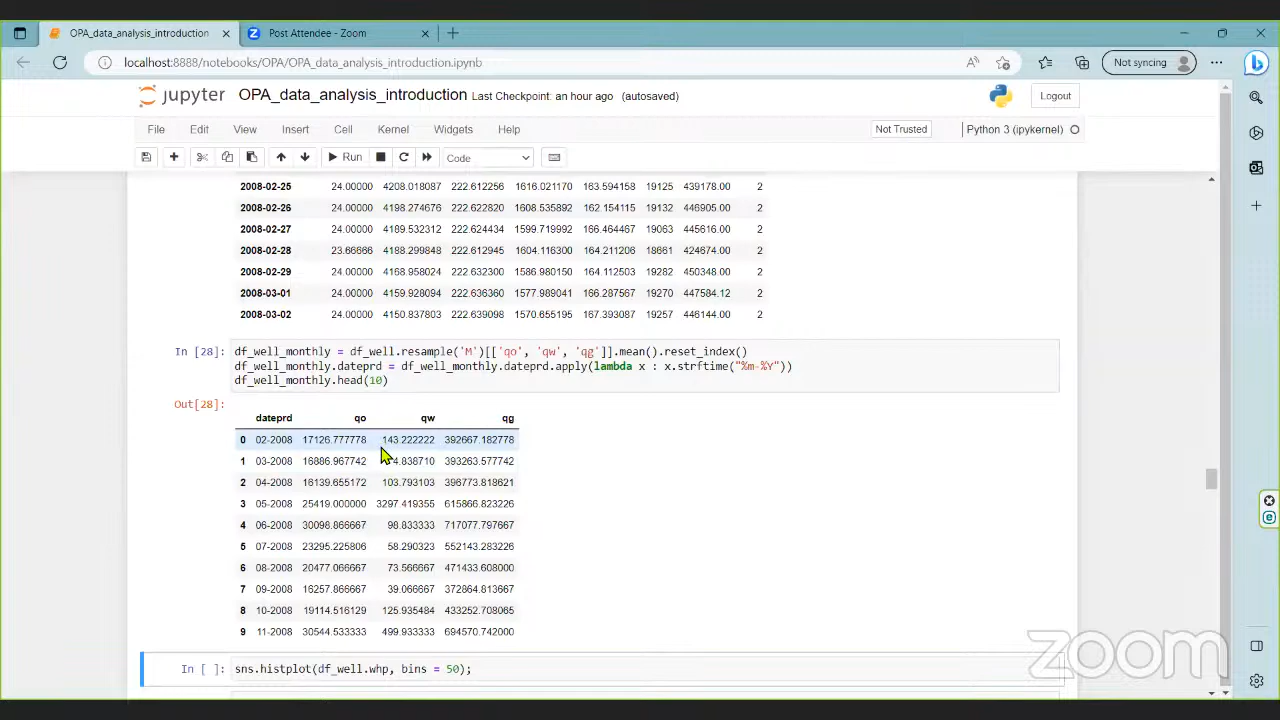 OPA_data_analysis_introduction
Post Attendee - Zoom
localhost:8888/notebooks/OPA/OPA_data_analysis_introduction.ipynb
Not syncing
jupyter OPA_data_analysis_introduction Last Checkpoint: an hour ago (autosaved)
Logout
File Edit View Insert Cell Kernel Widgets Help
Not Trusted
Python 3 (ipykernel)
Run
Code
2008-02-25 24.00000 4208.018087 222.612256 1616.021170 163.594158 19125 439178.00 2
2008-02-26 24.00000 4198.274676 222.622820 1608.535892 162.154115 19132 446905.00 2
2008-02-27 24.00000 4189.532312 222.624434 1599.719992 166.464467 19063 445616.00 2
2008-02-28 23.66666 4188.299848 222.612945 1604.116300 164.211206 18661 424674.00 2
2008-02-29 24.00000 4168.958024 222.632300 1586.980150 164.112503 19282 450348.00 2
2008-03-01 24.00000 4159.928094 222.636360 1577.989041 166.287567 19270 447584.12 2
2008-03-02 24.00000 4150.837803 222.639098 1570.655195 167.393087 19257 446144.00 2
In [28]: df_well_monthly = df_well.resample('M')[['qo', 'qw', 'qg']].mean().reset_index()
df_well_monthly.dateprd = df_well_monthly.dateprd.apply(lambda x : x.strftime("%m-%Y"))
df_well_monthly.head(10)
Out[28]:
dateprd qo qw qg
0 02-2008 17126.777778 143.222222 392667.182778
1 03-2008 16886.967742 4.838710 393263.577742
2 04-2008 16139.655172 103.793103 396773.818621
3 05-2008 25419.000000 3297.419355 615866.823226
4 06-2008 30098.866667 98.833333 717077.797667
5 07-2008 23295.225806 58.290323 552143.283226
6 08-2008 20477.066667 73.566667 471433.608000
7 09-2008 16257.866667 39.066667 372864.813667
8 10-2008 19114.516129 125.935484 433252.708065
9 11-2008 30544.533333 499.933333 694570.742000
In [ ]: sns.histplot(df_well.whp, bins = 50);
zoom